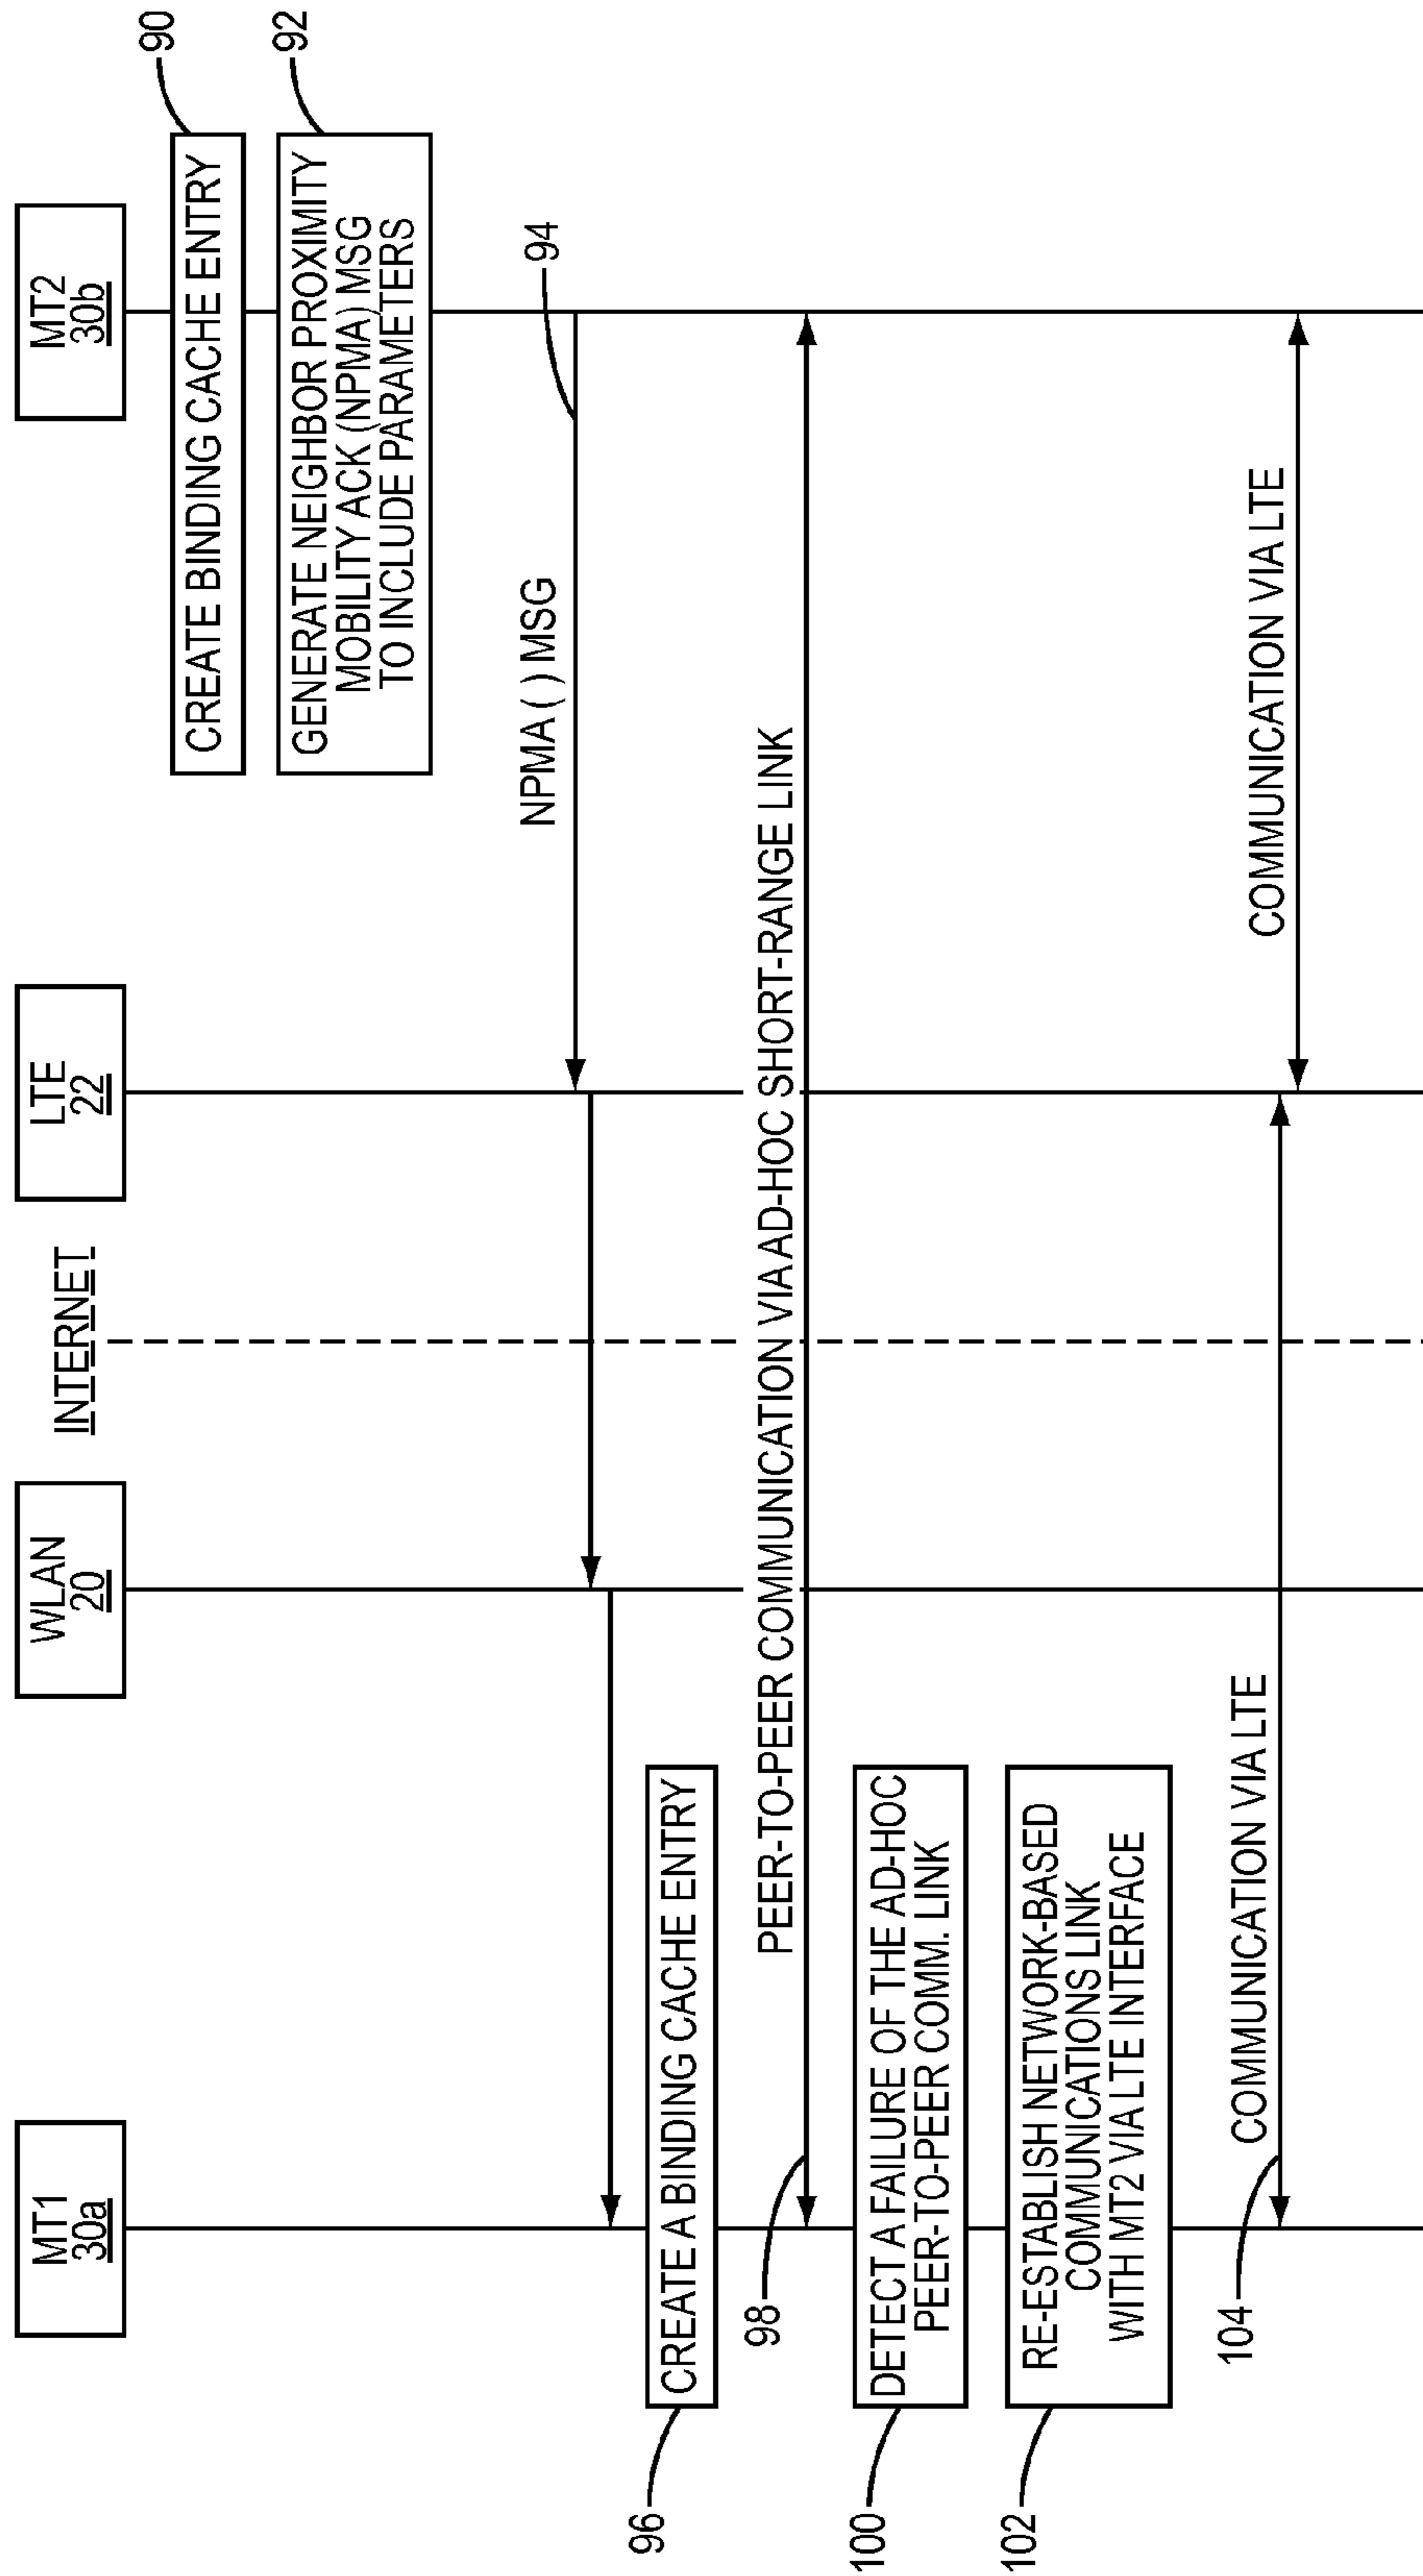 MT1
30a
WLAN
20
INTERNET
LTE
22
MT2
30b
CREATE BINDING CACHE ENTRY
90
GENERATE NEIGHBOR PROXIMITY
MOBILITY ACK (NPMA) MSG
TO INCLUDE PARAMETERS
92
NPMA ( ) MSG
94
CREATE A BINDING CACHE ENTRY
96
PEER-TO-PEER COMMUNICATION VIA AD-HOC SHORT-RANGE LINK
98
DETECT A FAILURE OF THE AD-HOC
PEER-TO-PEER COMM. LINK
100
RE-ESTABLISH NETWORK-BASED
COMMUNICATIONS LINK
WITH MT2 VIA LTE INTERFACE
102
COMMUNICATION VIA LTE
COMMUNICATION VIA LTE
104